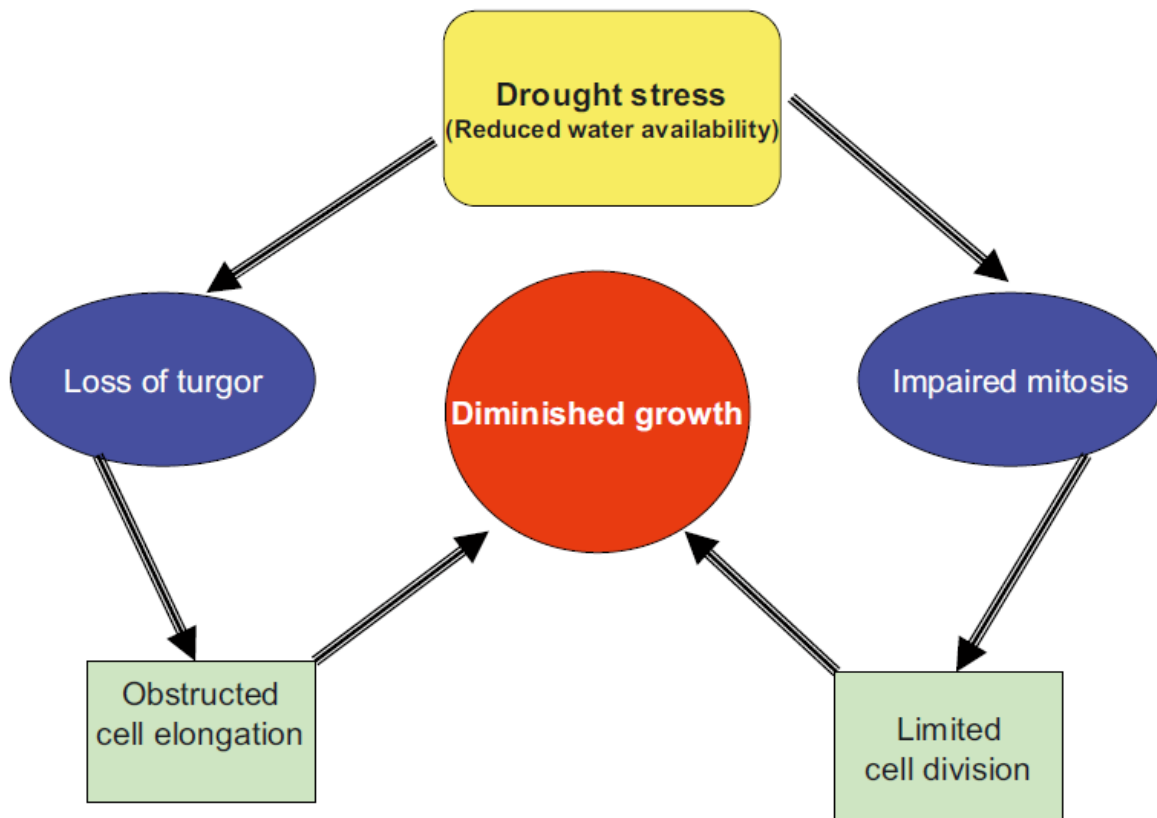 Drought stress
(Reduced water availability)
Loss of turgor
Diminished growth
Impaired mitosis
Obstructed
cell elongation
Limited
cell division